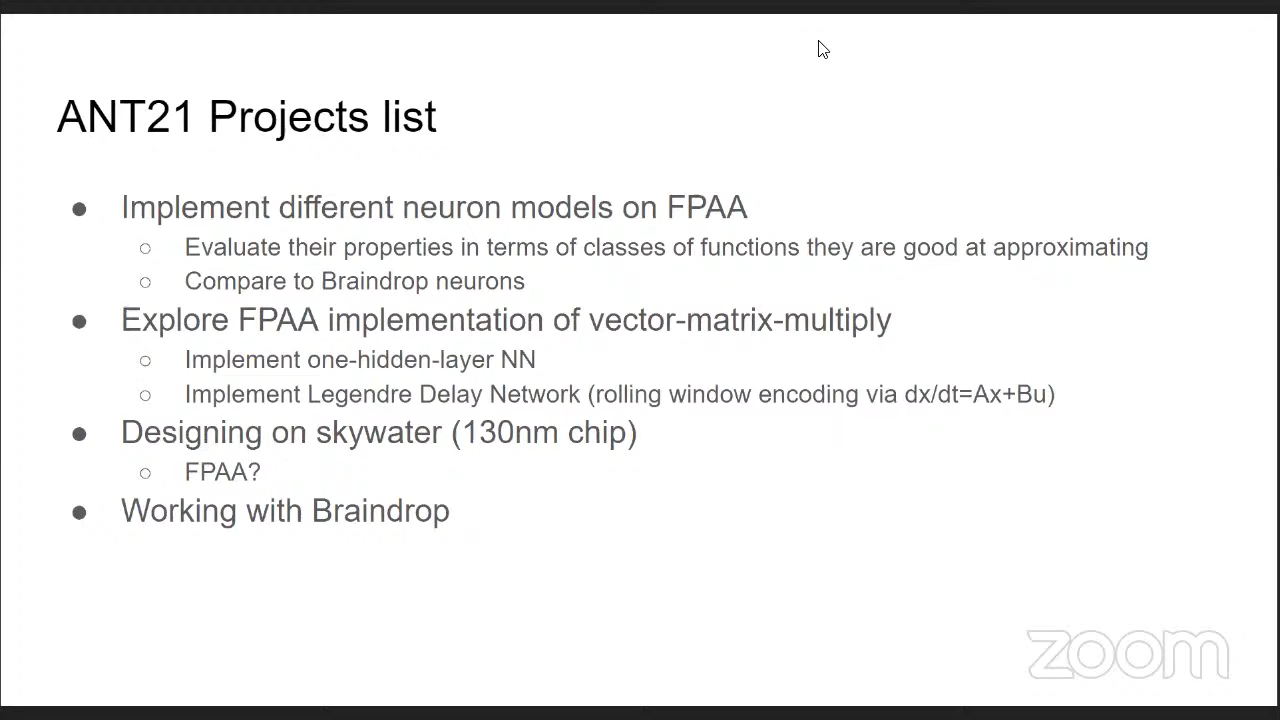 ANT21 Projects list
● Implement different neuron models on FPAA
○ Evaluate their properties in terms of classes of functions they are good at approximating
○ Compare to Braindrop neurons
● Explore FPAA implementation of vector-matrix-multiply
○ Implement one-hidden-layer NN
○ Implement Legendre Delay Network (rolling window encoding via dx/dt=Ax+Bu)
● Designing on skywater (130nm chip)
○ FPAA?
● Working with Braindrop
zoom